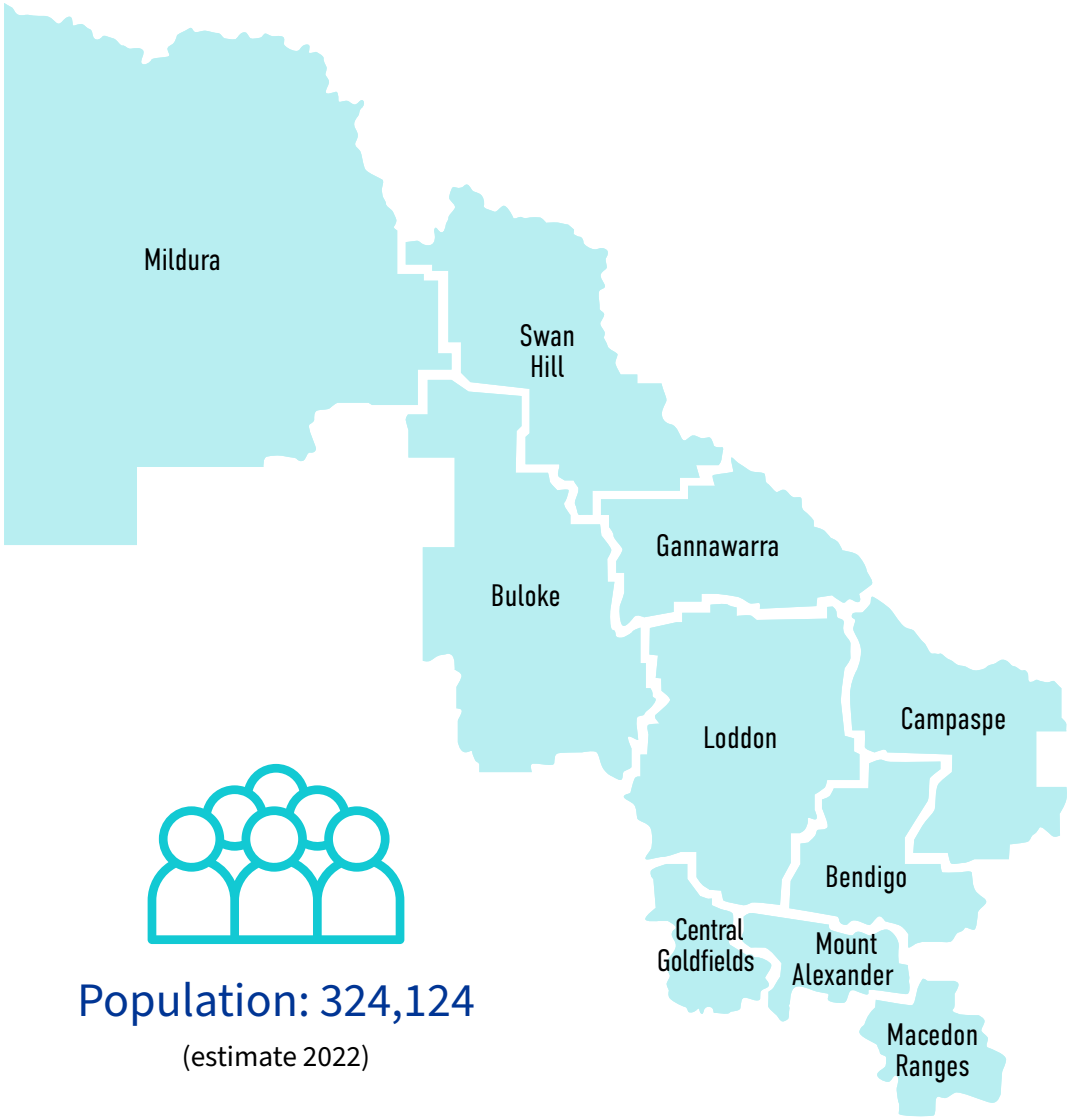 Mildura
Swan
Hill
Gannawarra
Buloke
Campaspe
Loddon
Bendigo
Central
Goldfields
Mount
Alexander
Macedon
Ranges
Population: 324,124
(estimate 2022)